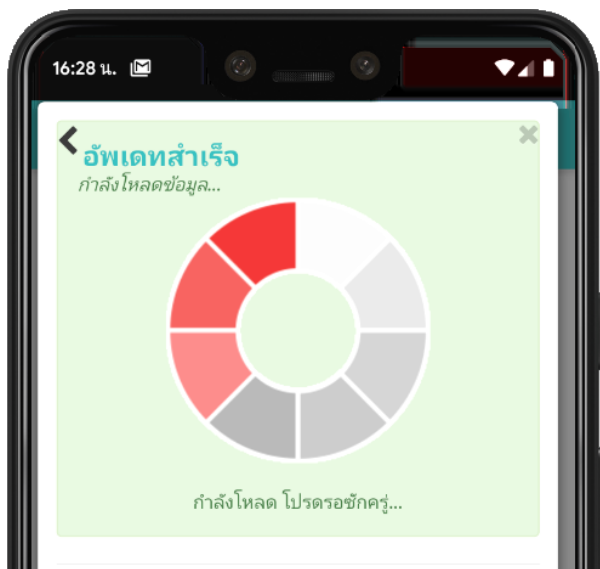 16:28 น.
อัพเดทสำเร็จ
กำลังโหลดข้อมูล...
กำลังโหลด โปรดรอซักครู่...